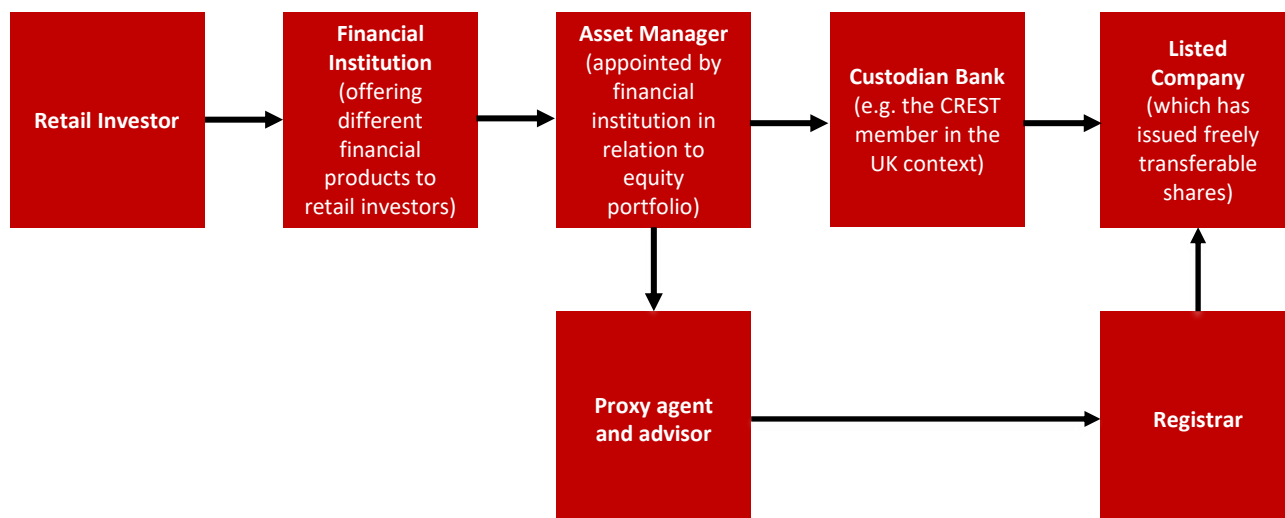 Retail Investor
Financial
Institution
(offering
different
financial
products to
retail investors)
Asset Manager
(appointed by
financial
institution in
relation to
equity
portfolio)
Custodian Bank
(e.g. the CREST
member in the
UK context)
Listed
Company
(which has
issued freely
transferable
shares)
Proxy agent
and advisor
Registrar